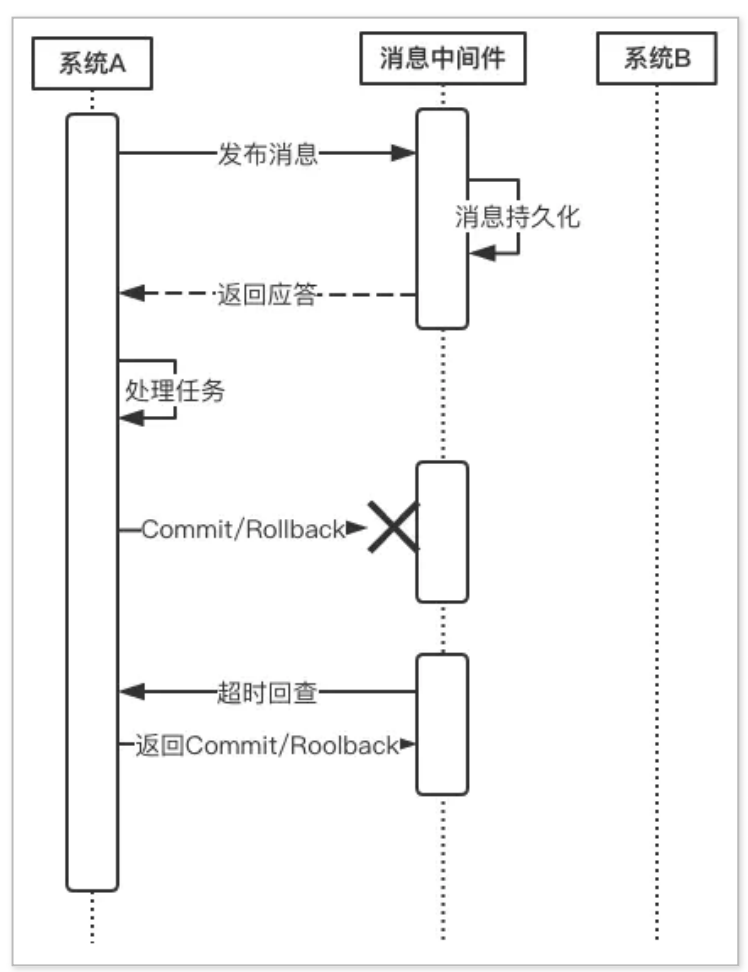 系统A
消息中间件
系统B
发布消息
消息持久化
返回应答
处理任务
Commit/Rollback
超时回查
返回Commit/Roolback